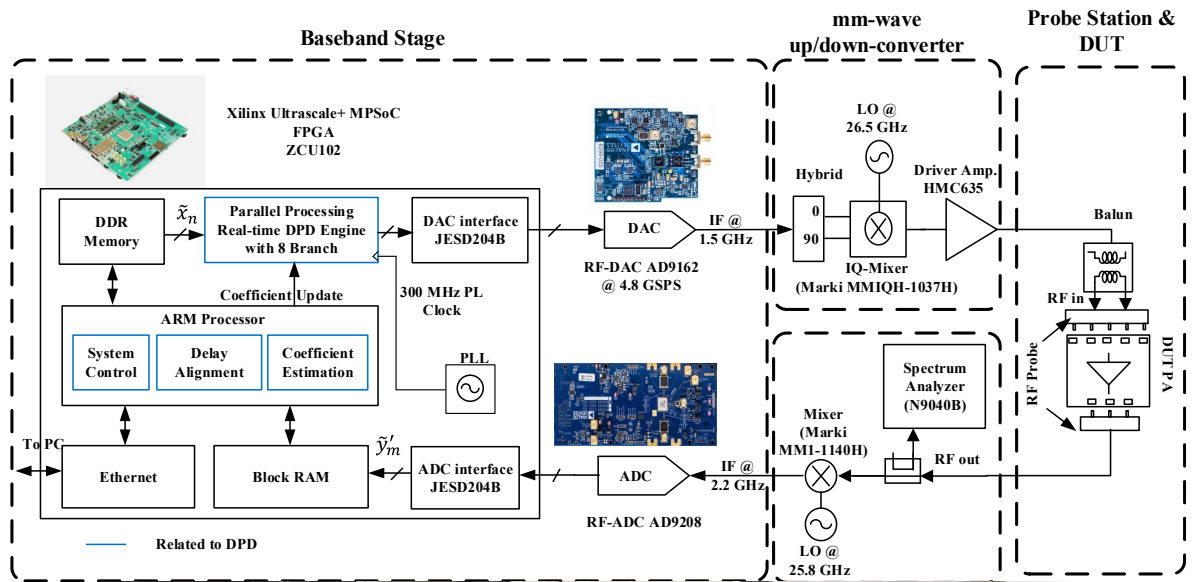 Baseband Stage
mm-wave
up/down-converter
Probe Station &
DUT
Xilinx Ultrascale+ MPSoC
FPGA
ZCU102
DDR
Memory
x̃ₙ
Parallel Processing
Real-time DPD Engine
with 8 Branch
DAC interface
JESD204B
DAC
RF-DAC AD9162
@ 4.8 GSPS
IF @
1.5 GHz
Hybrid
0
90
LO @
26.5 GHz
IQ-Mixer
(Marki MMIQH-1037H)
Driver Amp.
HMC635
Balun
RF in
RF Probe
DUT PA
Coefficient Update
300 MHz PL
Clock
PLL
ARM Processor
System
Control
Delay
Alignment
Coefficient
Estimation
To PC
Ethernet
Block RAM
ỹ′ₘ
ADC interface
JESD204B
ADC
RF-ADC AD9208
IF @
2.2 GHz
Mixer
(Marki
MM1-1140H)
LO @
25.8 GHz
Spectrum
Analyzer
(N9040B)
RF out
Related to DPD